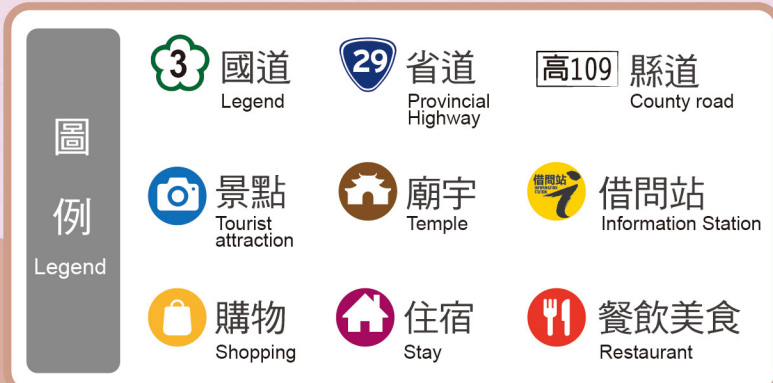 圖
例
Legend
3
國道
Legend
29
省道
Provincial
Highway
高109
縣道
County road
景點
Tourist
attraction
廟宇
Temple
借問站
INFORMATION
STATION
借問站
Information Station
購物
Shopping
住宿
Stay
餐飲美食
Restaurant